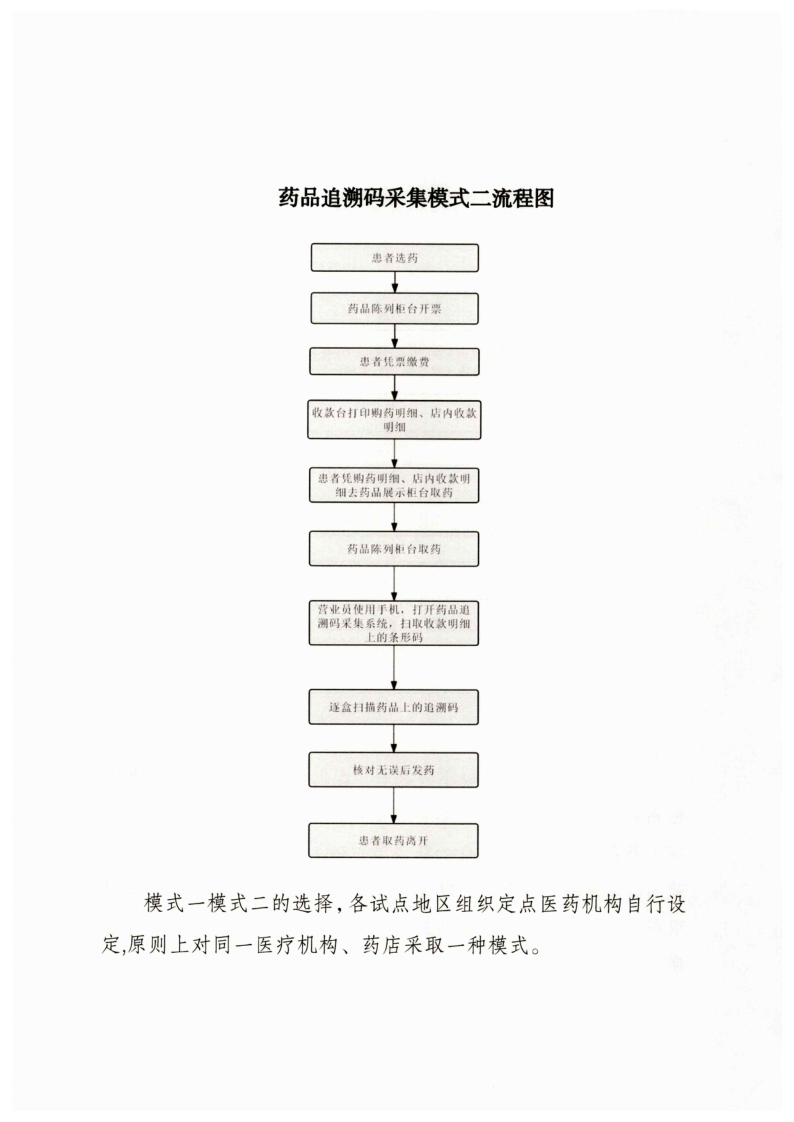 药品追溯码采集模式二流程图
患者选药
药品陈列柜台开票
患者凭票缴费
收款台打印购药明细、店内收款
明细
患者凭购药明细、店内收款明
细去药品展示柜台取药
药品陈列柜台取药
营业员使用手机，打开药品追
溯码采集系统，扫取收款明细
上的条形码
逐盒扫描药品上的追溯码
核对无误后发药
患者取药离开
模式一模式二的选择，各试点地区组织定点医药机构自行设
定,原则上对同一医疗机构、药店采取一种模式。